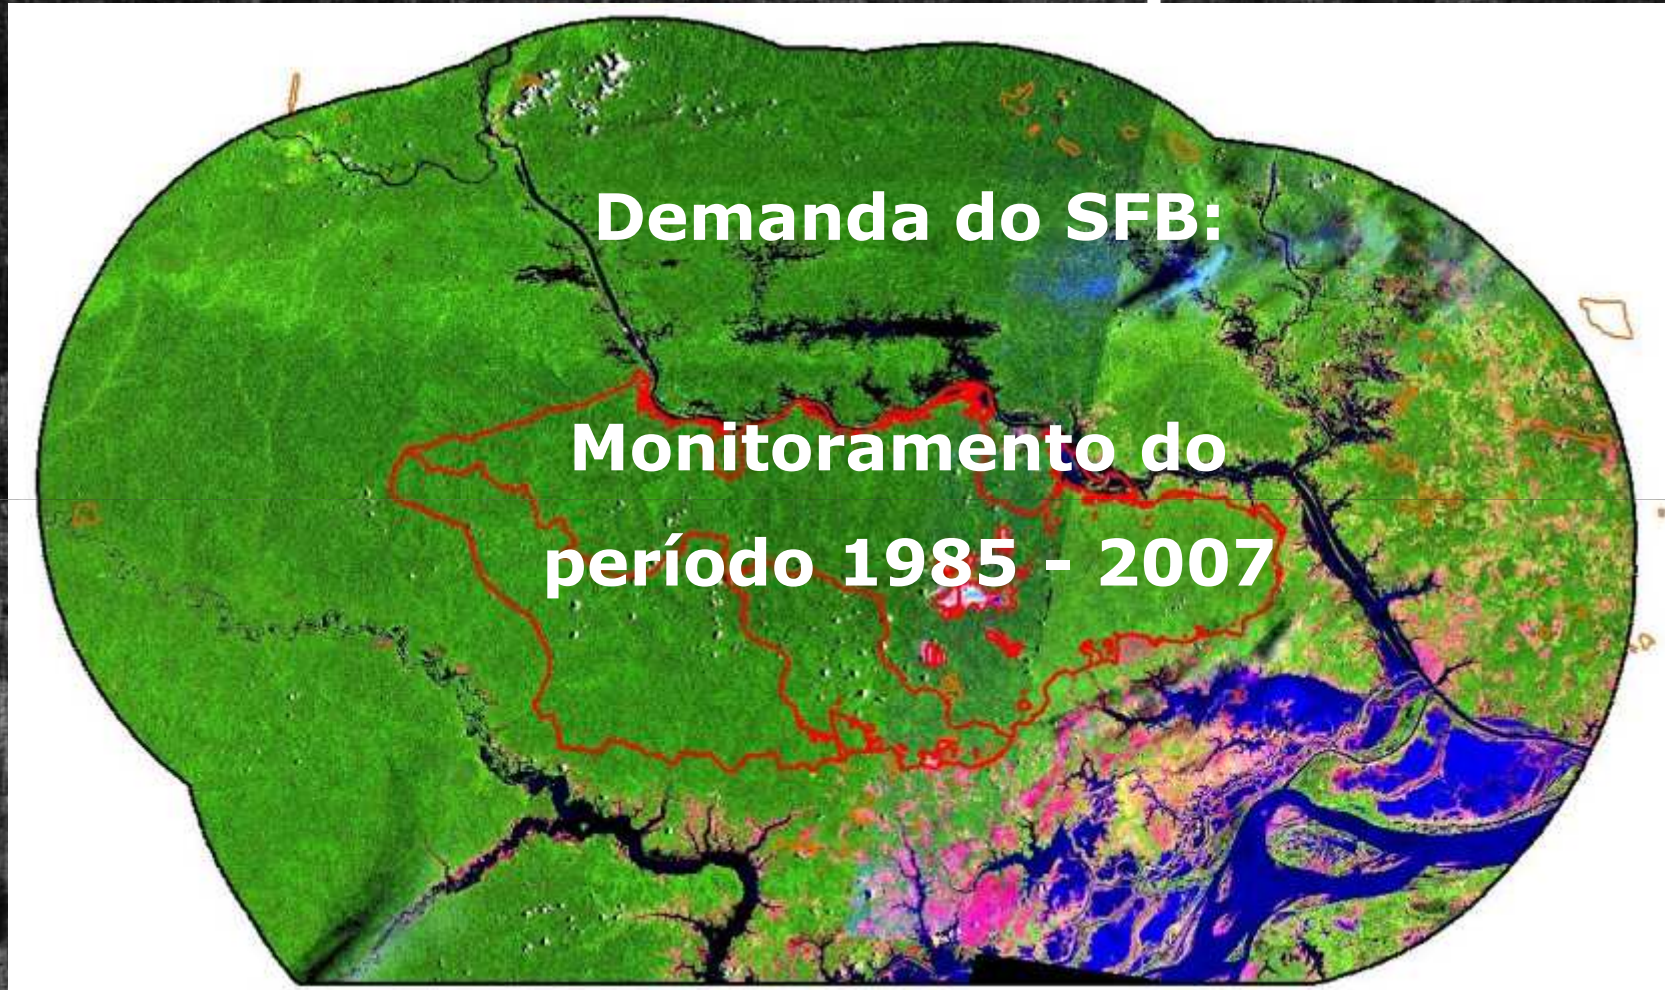 Demanda do SFB:
Monitoramento do
período 1985 - 2007